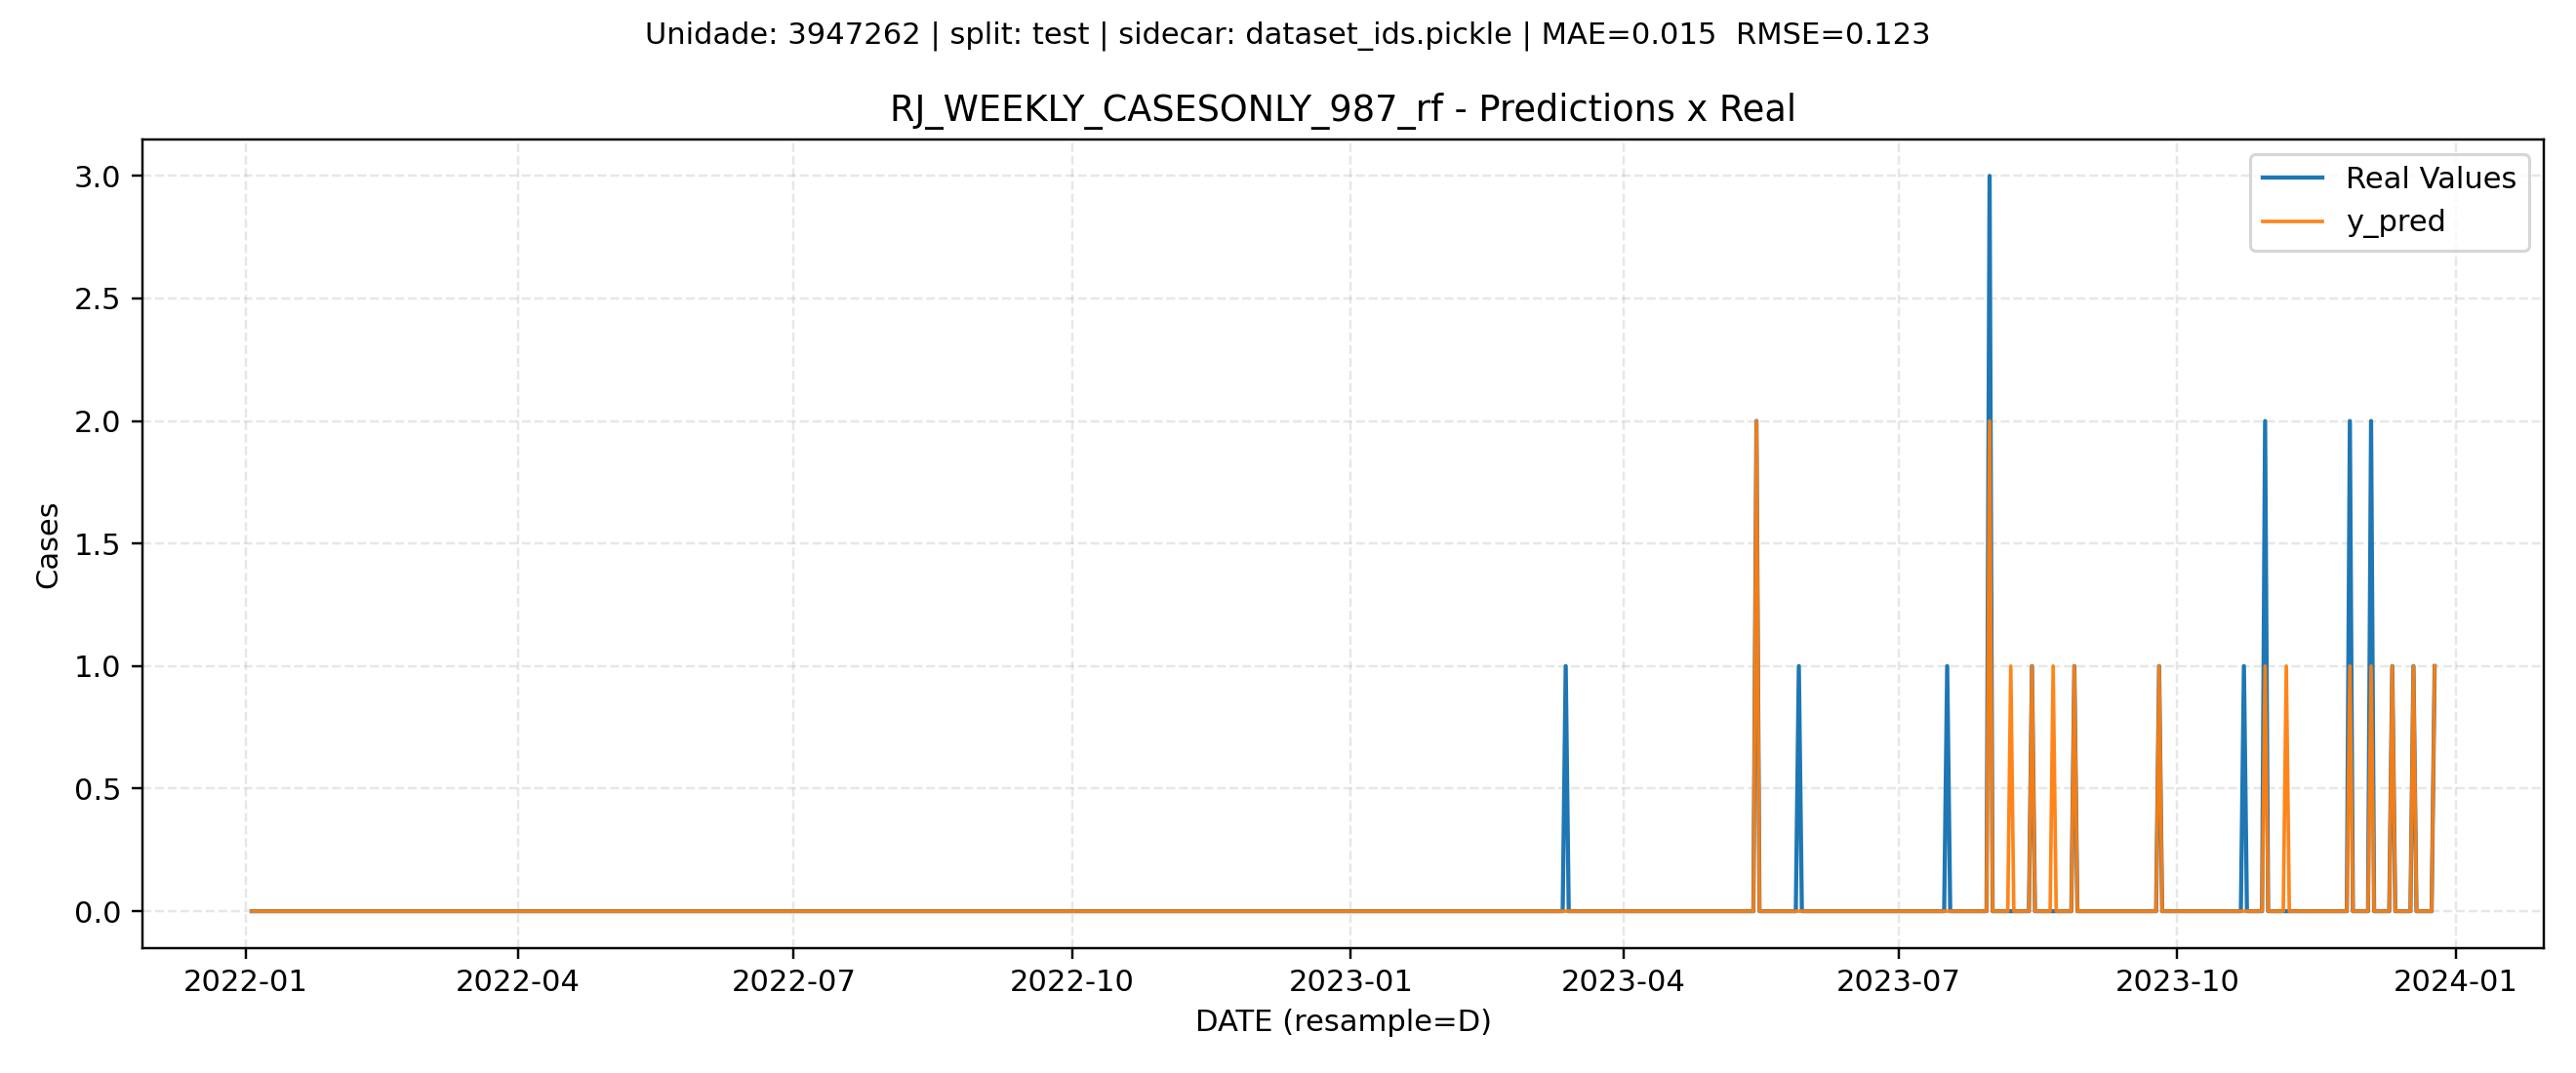 Unidade: 3947262 | split: test | sidecar: dataset_ids.pickle | MAE=0.015  RMSE=0.123
RJ_WEEKLY_CASESONLY_987_rf - Predictions x Real
Real Values
y_pred
Cases
3.0
2.5
2.0
1.5
1.0
0.5
0.0
2022-01
2022-04
2022-07
2022-10
2023-01
2023-04
2023-07
2023-10
2024-01
DATE (resample=D)